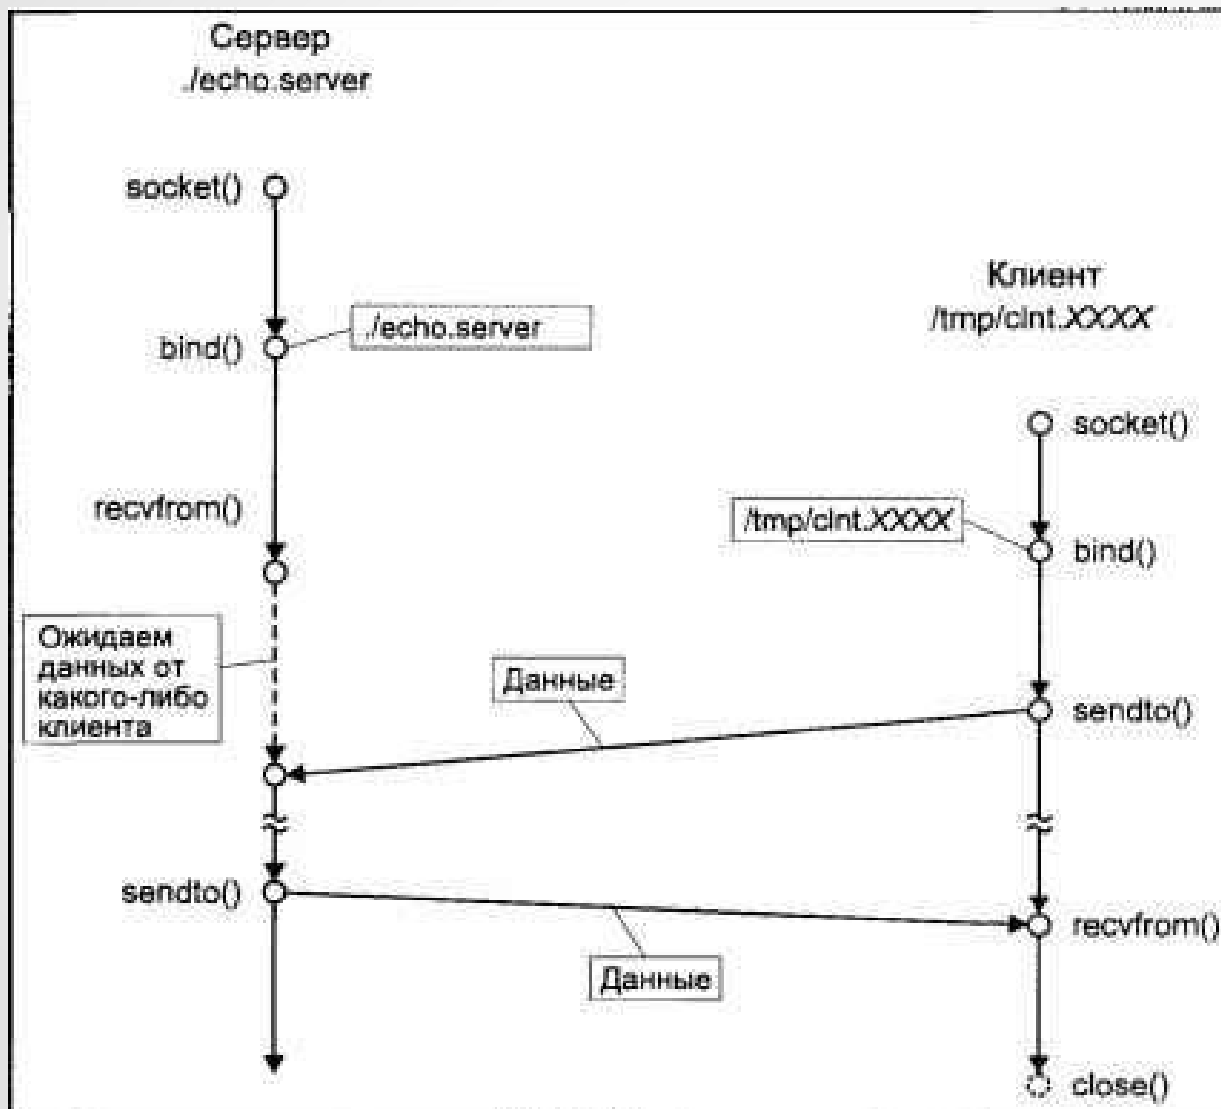 Сервер
./echo.server
socket()
Клиент
/tmp/clnt.XXXX
./echo.server
bind()
socket()
recvfrom()
/tmp/clnt.XXXX
bind()
Ожидаем
данных от
какого-либо
клиента
Данные
sendto()
sendto()
recvfrom()
Данные
close()